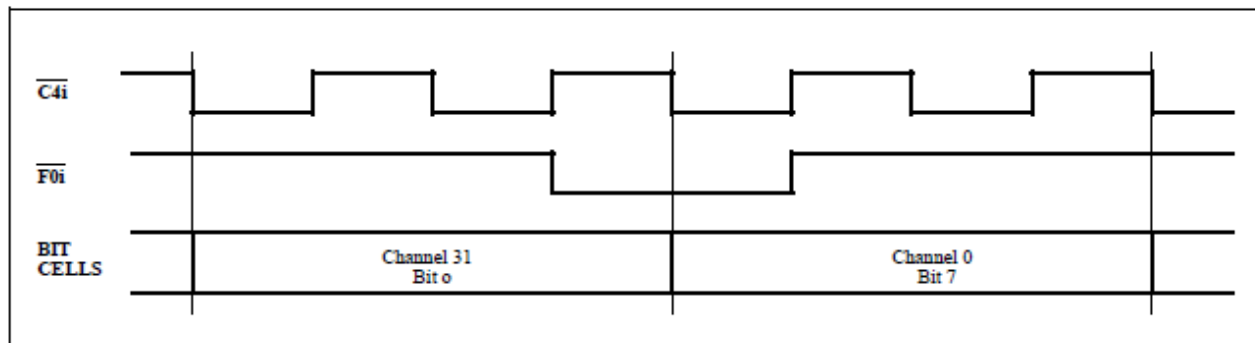 C4i
F0i
BIT
CELLS
Channel 31
Bit o
Channel 0
Bit 7